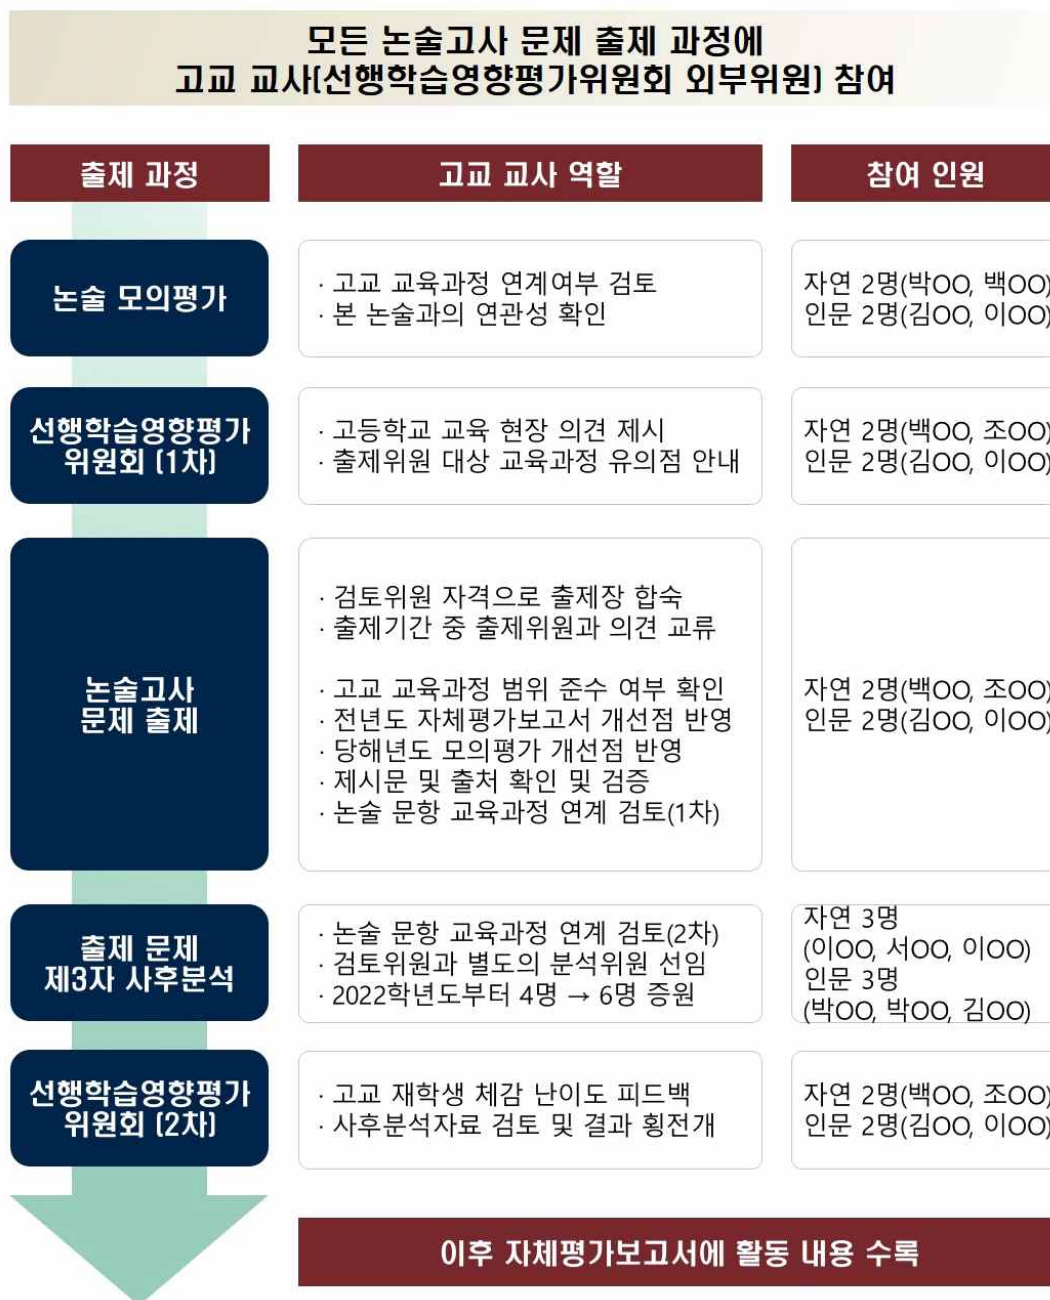 모든 논술고사 문제 출제 과정에
고교 교사(선행학습영향평가위원회 외부위원) 참여
출제 과정
고교 교사 역할
참여 인원
논술 모의평가
· 고교 교육과정 연계여부 검토
· 본 논술과의 연관성 확인
자연 2명(박OO, 백OO)
인문 2명(김OO, 이OO)
선행학습영향평가
위원회 (1차)
· 고등학교 교육 현장 의견 제시
· 출제위원 대상 교육과정 유의점 안내
자연 2명(백OO, 조OO)
인문 2명(김OO, 이OO)
논술고사
문제 출제
· 검토위원 자격으로 출제장 합숙
· 출제기간 중 출제위원과 의견 교류
· 고교 교육과정 범위 준수 여부 확인
· 전년도 자체평가보고서 개선점 반영
· 당해년도 모의평가 개선점 반영
· 제시문 및 출처 확인 및 검증
· 논술 문항 교육과정 연계 검토(1차)
자연 2명(백OO, 조OO)
인문 2명(김OO, 이OO)
출제 문제
제3자 사후분석
· 논술 문항 교육과정 연계 검토(2차)
· 검토위원과 별도의 분석위원 선임
· 2022학년도부터 4명 → 6명 증원
자연 3명
(이OO, 서OO, 이OO)
인문 3명
(박OO, 박OO, 김OO)
선행학습영향평가
위원회 (2차)
· 고교 재학생 체감 난이도 피드백
· 사후분석자료 검토 및 결과 횡전개
자연 2명(백OO, 조OO)
인문 2명(김OO, 이OO)
이후 자체평가보고서에 활동 내용 수록